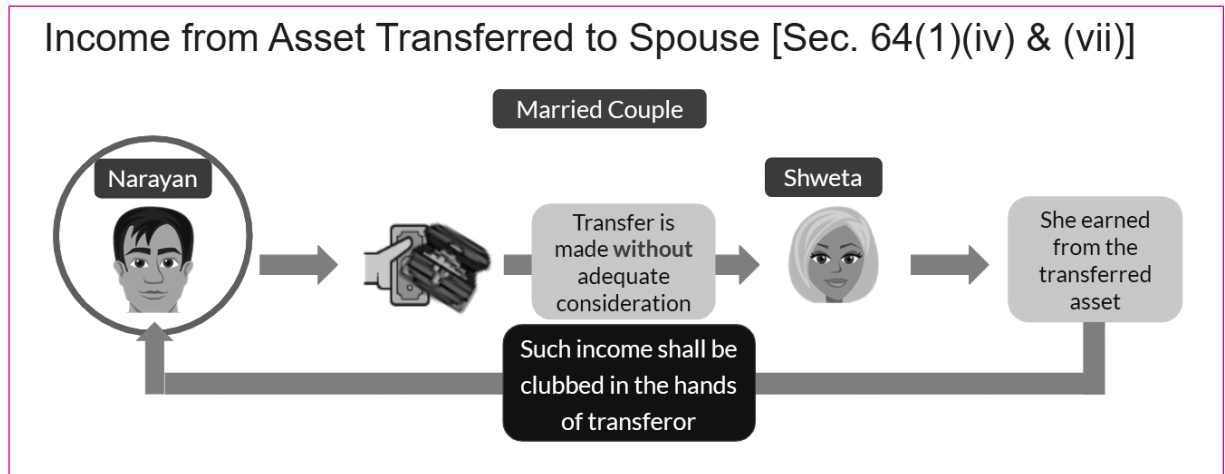 Income from Asset Transferred to Spouse [Sec. 64(1)(iv) & (vii)]
Married Couple
Narayan
Shweta
Transfer is
made without
adequate
consideration
She earned
from the
transferred
asset
Such income shall be
clubbed in the hands
of transferor